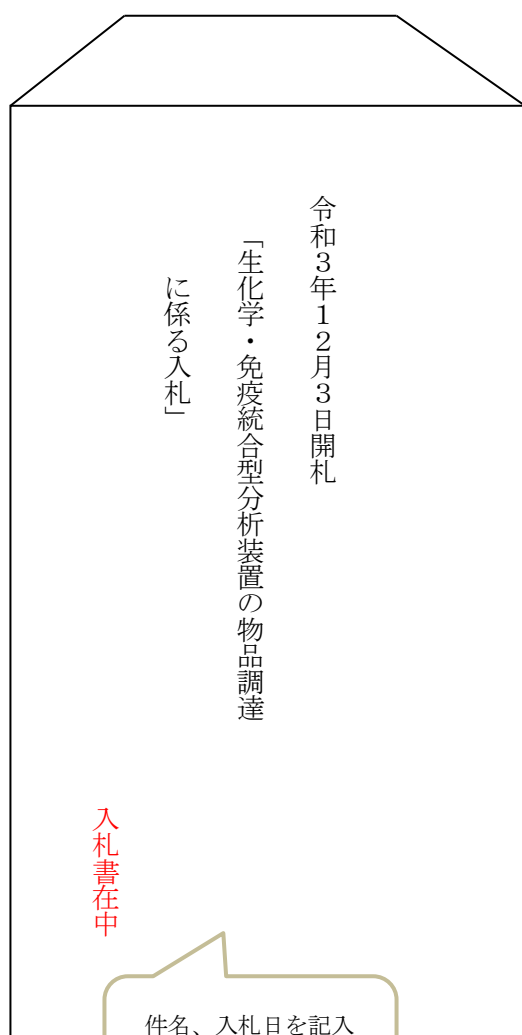 令和３年１２月３日開札
「生化学・免疫統合型分析装置の物品調達
に係る入札」
入札書在中
件名、入札日を記入